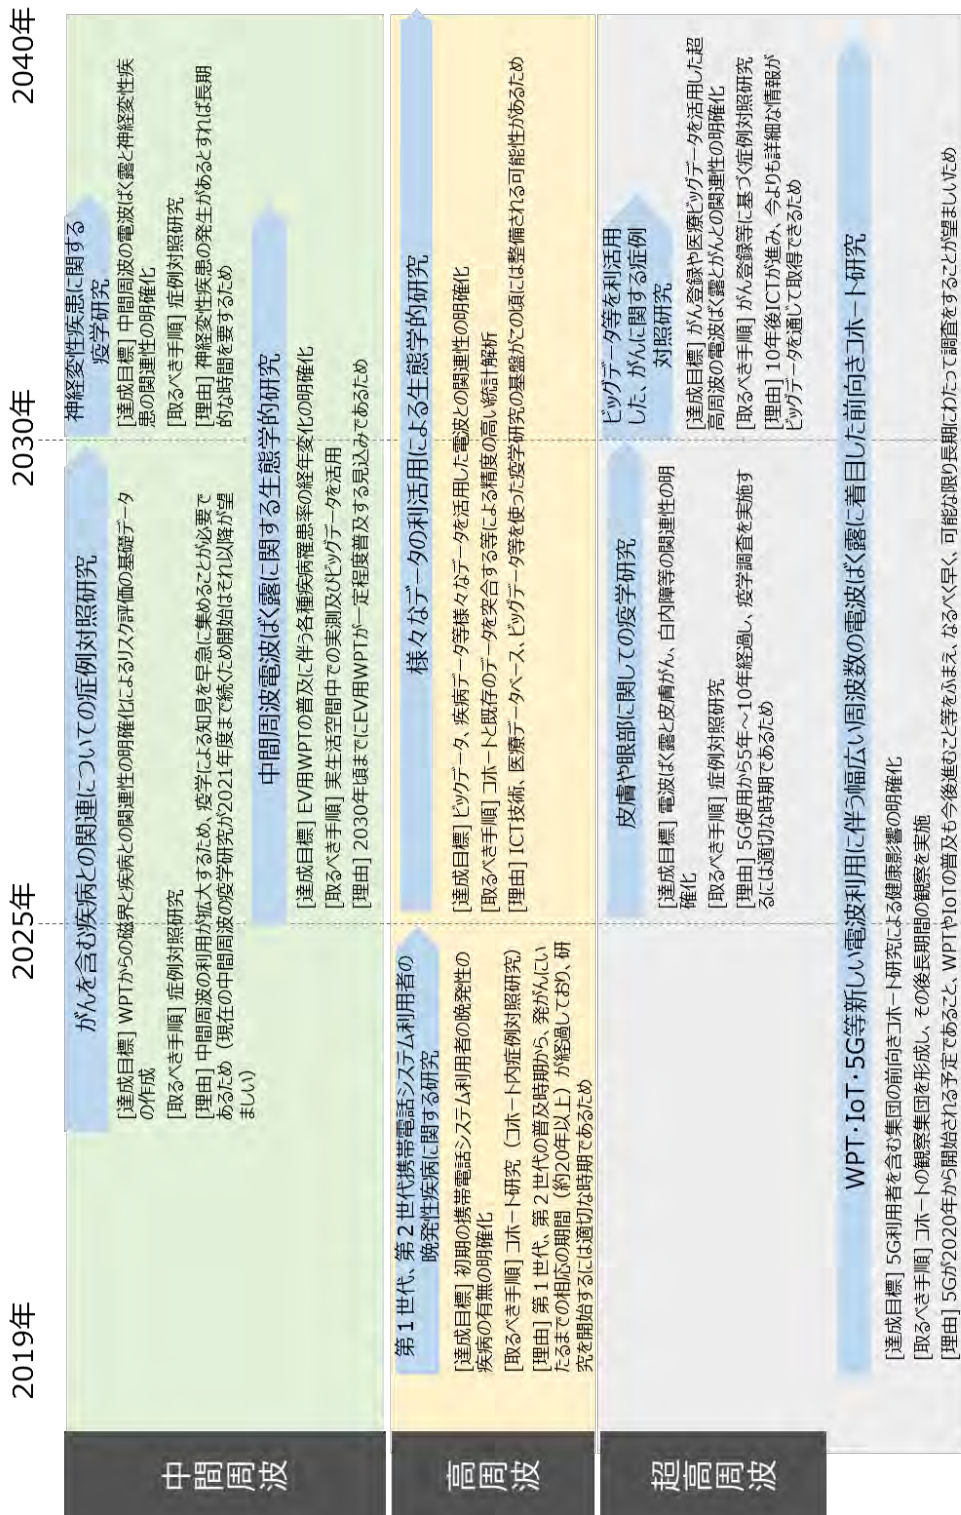 2019年
2025年
2030年
2040年
中間周波
がんを含む疾病との関連についての症例対照研究
[達成目標] WPTからの磁界と疾病との関連性の明確化によるリスク評価の基礎データ
の作成
[取るべき手順] 症例対照研究
[理由] 中間周波の利用が拡大するため、疫学による知見を早急に集めることが必要で
あるため（現在の中間周波の疫学研究が2021年度まで続くため開始はそれ以降が望
ましい）
神経変性疾患に関する
疫学研究
[達成目標] 中間周波の電波ばく露と神経変性疾
患の関連性の明確化
[取るべき手順] 症例対照研究
[理由] 神経変性疾患の発生があるとすれば長期
的な時間を要するため
中間周波電波ばく露に関する生態学的研究
[達成目標] EV用WPTの普及に伴う各種疾病罹患率の経年変化の明確化
[取るべき手順] 実生活空間中での実測及びビッグデータを活用
[理由] 2030年頃までにEV用WPTが一定程度普及する見込みであるため
高周波
第１世代、第２世代携帯電話システム利用者の
晩発性疾病に関する研究
[達成目標] 初期の携帯電話システム利用者の晩発性の
疾病の有無の明確化
[取るべき手順] コホート研究（コホート内症例対照研究）
[理由] 第１世代、第２世代の普及時期から、発がんにい
たるまでの相応の期間（約20年以上）が経過しており、研
究を開始するには適切な時期であるため
様々なデータの利活用による生態学的研究
[達成目標] ビッグデータ、疾病データ等様々なデータを活用した電波との関連性の明確化
[取るべき手順] コホートと既存のデータを突合する等による精度の高い統計解析
[理由] ICT技術、医療データベース、ビッグデータ等を使った疫学研究の基盤がこの頃には整備される可能性があるため
超高周波
皮膚や眼部に関しての疫学研究
[達成目標] 電波ばく露と皮膚がん、白内障等の関連性の明
確化
[取るべき手順] 症例対照研究
[理由] 5G使用から5年～10年経過し、疫学調査を実施す
るには適切な時期であるため
ビッグデータ等を利活用
した、がんに関する症例
対照研究
[達成目標] がん登録や医療ビッグデータを活用した超
高周波の電波ばく露とがんとの関連性の明確化
[取るべき手順] がん登録等に基づく症例対照研究
[理由] 10年後ICTが進み、今よりも詳細な情報が
ビッグデータを通じて取得できるため
WPT・IoT・5G等新しい電波利用に伴う幅広い周波数の電波ばく露に着目した前向きコホート研究
[達成目標] 5G利用者を含む集団の前向きコホート研究による健康影響の明確化
[取るべき手順] コホートの観察集団を形成し、その後長期間の観察を実施
[理由] 5Gが2020年から開始される予定であること、WPTやIoTの普及も今後進むこと等をふまえ、なるべく早く、可能な限り長期にわたって調査をすることが望ましいため